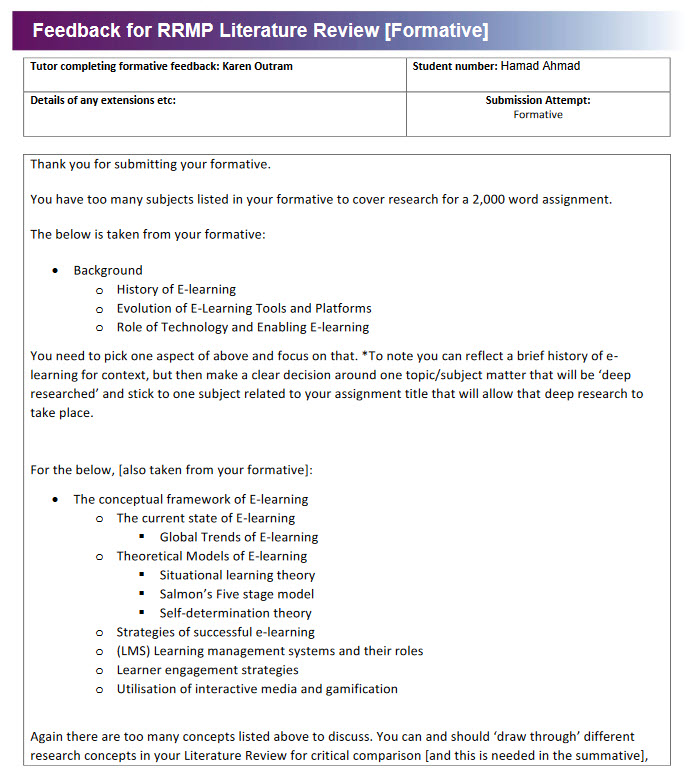 Feedback for RRMP Literature Review [Formative]
Tutor completing formative feedback: Karen Outram
Student number: Hamad Ahmad
Details of any extensions etc:
Submission Attempt:
Formative
Thank you for submitting your formative.
You have too many subjects listed in your formative to cover research for a 2,000 word assignment.
The below is taken from your formative:
• Background
o History of E-learning
o Evolution of E-Learning Tools and Platforms
o Role of Technology and Enabling E-learning
You need to pick one aspect of above and focus on that. *To note you can reflect a brief history of e-
learning for context, but then make a clear decision around one topic/subject matter that will be ‘deep
researched’ and stick to one subject related to your assignment title that will allow that deep research to
take place.
For the below, [also taken from your formative]:
• The conceptual framework of E-learning
o The current state of E-learning
▪ Global Trends of E-learning
o Theoretical Models of E-learning
▪ Situational learning theory
▪ Salmon’s Five stage model
▪ Self-determination theory
o Strategies of successful e-learning
o (LMS) Learning management systems and their roles
o Learner engagement strategies
o Utilisation of interactive media and gamification
Again there are too many concepts listed above to discuss. You can and should ‘draw through’ different
research concepts in your Literature Review for critical comparison [and this is needed in the summative],